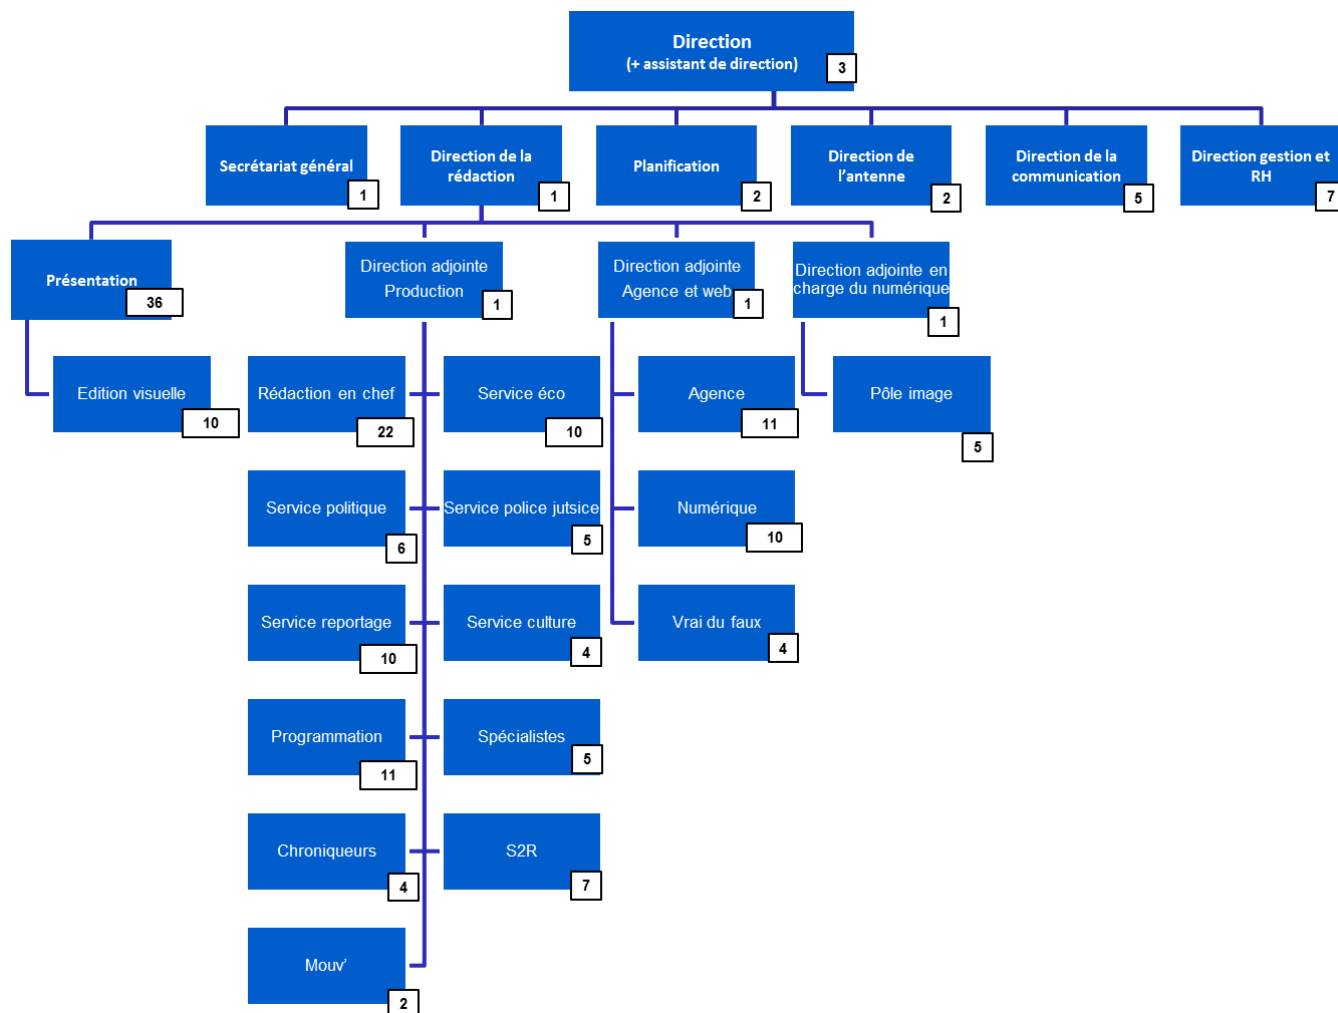 Direction
(+ assistant de direction)
3
Secrétariat général
1
Direction de la
rédaction
1
Planification
2
Direction de
l'antenne
2
Direction de la
communication
5
Direction gestion et
RH
7
Présentation
36
Direction adjointe
Production
1
Direction adjointe
Agence et web
1
Direction adjointe en
charge du numérique
1
Edition visuelle
10
Rédaction en chef
22
Service éco
10
Agence
11
Pôle image
5
Service politique
6
Service police jutsice
5
Numérique
10
Service reportage
10
Service culture
4
Vrai du faux
4
Programmation
11
Spécialistes
5
Chroniqueurs
4
S2R
7
Mouv'
2